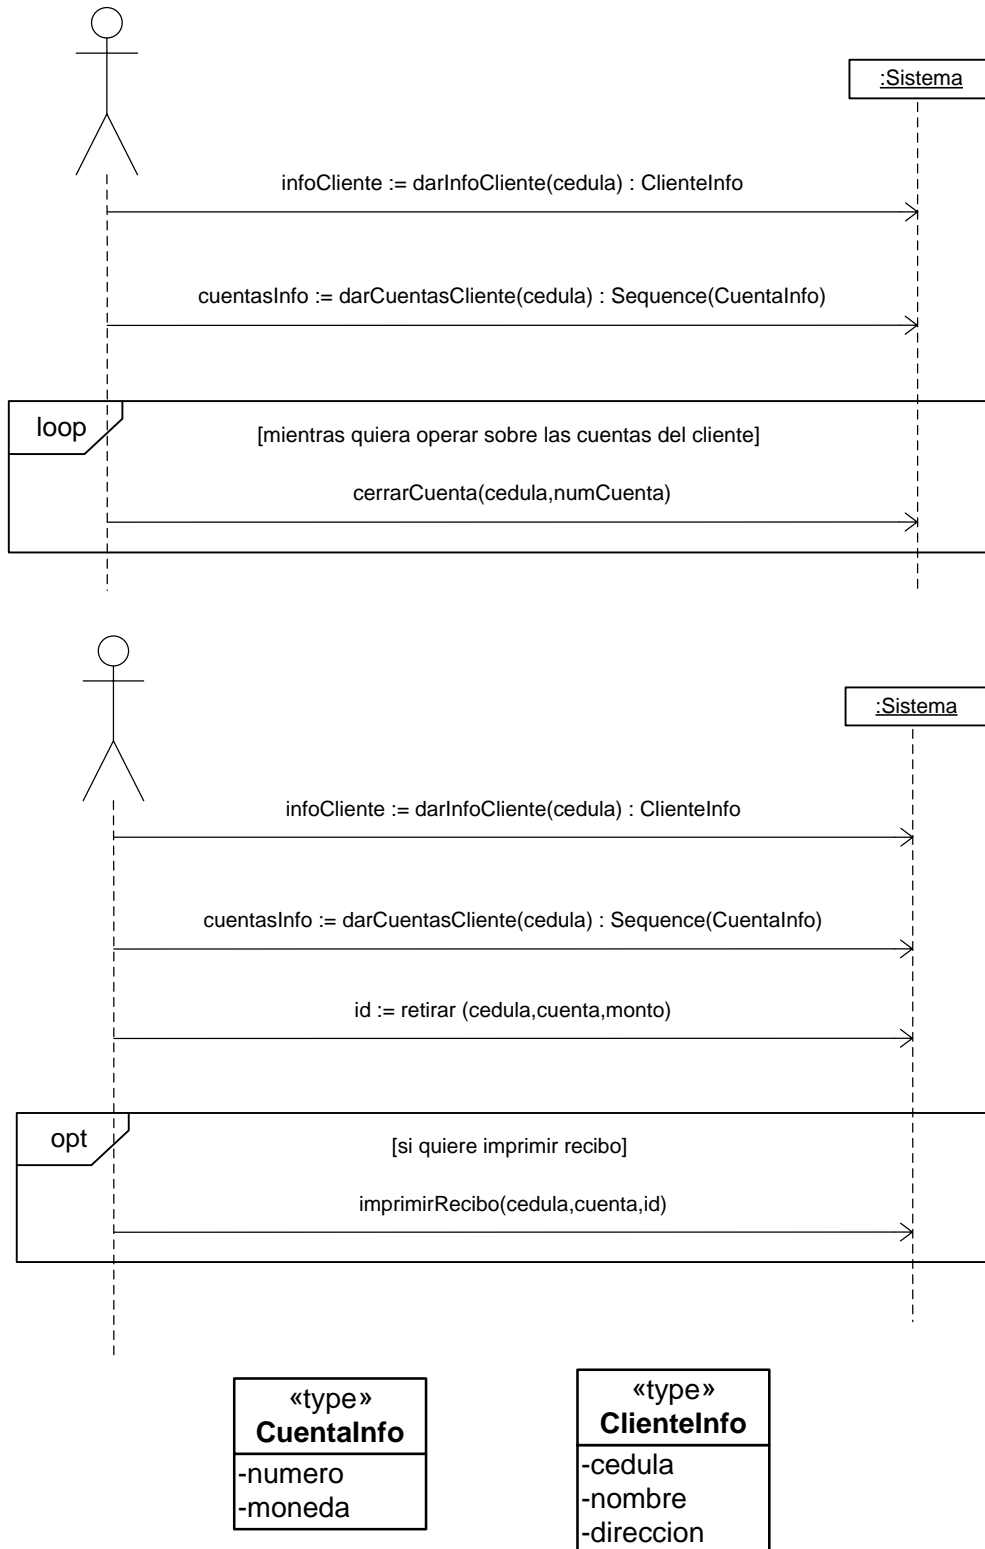 :Sistema
infoCliente := darInfoCliente(cedula) : ClienteInfo
cuentasInfo := darCuentasCliente(cedula) : Sequence(CuentaInfo)
loop
[mientras quiera operar sobre las cuentas del cliente]
cerrarCuenta(cedula,numCuenta)
:Sistema
infoCliente := darInfoCliente(cedula) : ClienteInfo
cuentasInfo := darCuentasCliente(cedula) : Sequence(CuentaInfo)
id := retirar (cedula,cuenta,monto)
opt
[si quiere imprimir recibo]
imprimirRecibo(cedula,cuenta,id)
«type»
CuentaInfo
-numero
-moneda
«type»
ClienteInfo
-cedula
-nombre
-direccion